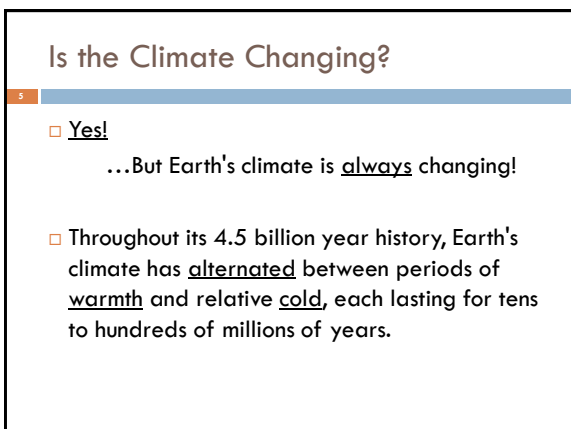 Is the Climate Changing?
5
Yes!
...But Earth's climate is always changing!
Throughout its 4.5 billion year history, Earth's
climate has alternated between periods of
warmth and relative cold, each lasting for tens
to hundreds of millions of years.